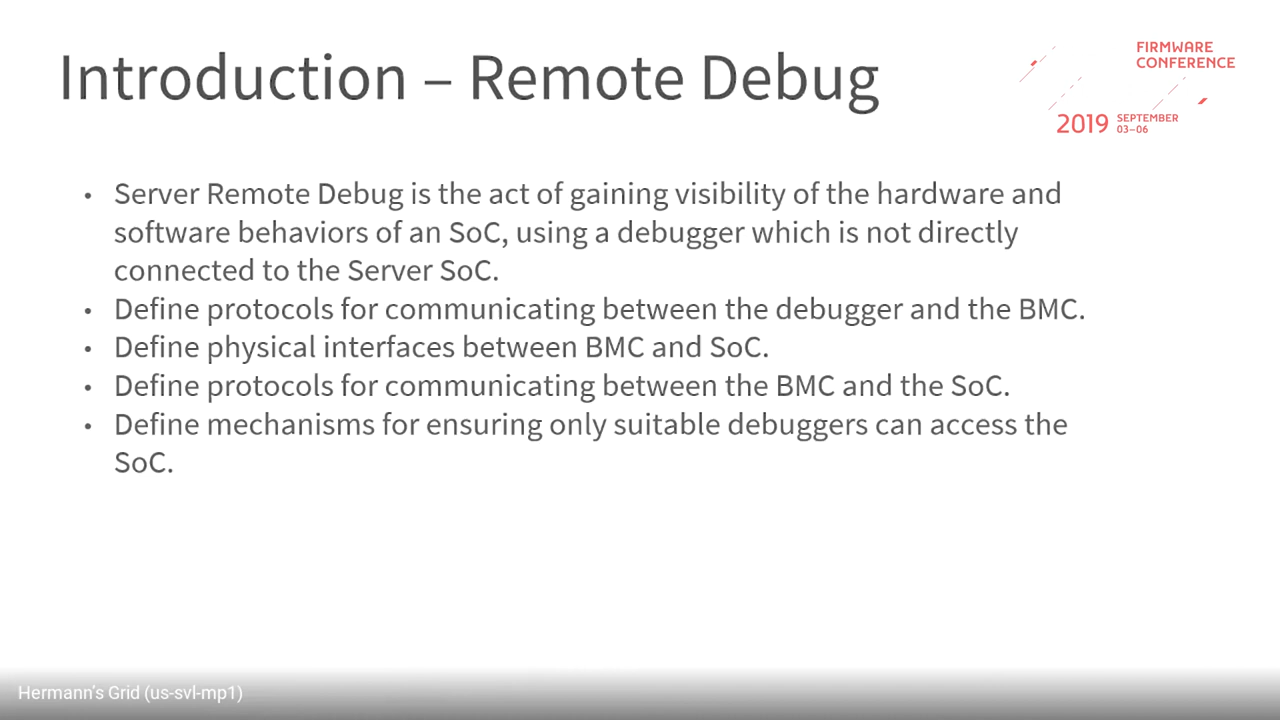 Introduction – Remote Debug
FIRMWARE
CONFERENCE
2019 SEPTEMBER
03–06
• Server Remote Debug is the act of gaining visibility of the hardware and
software behaviors of an SoC, using a debugger which is not directly
connected to the Server SoC.
• Define protocols for communicating between the debugger and the BMC.
• Define physical interfaces between BMC and SoC.
• Define protocols for communicating between the BMC and the SoC.
• Define mechanisms for ensuring only suitable debuggers can access the
SoC.
Hermann's Grid (us-svl-mp1)